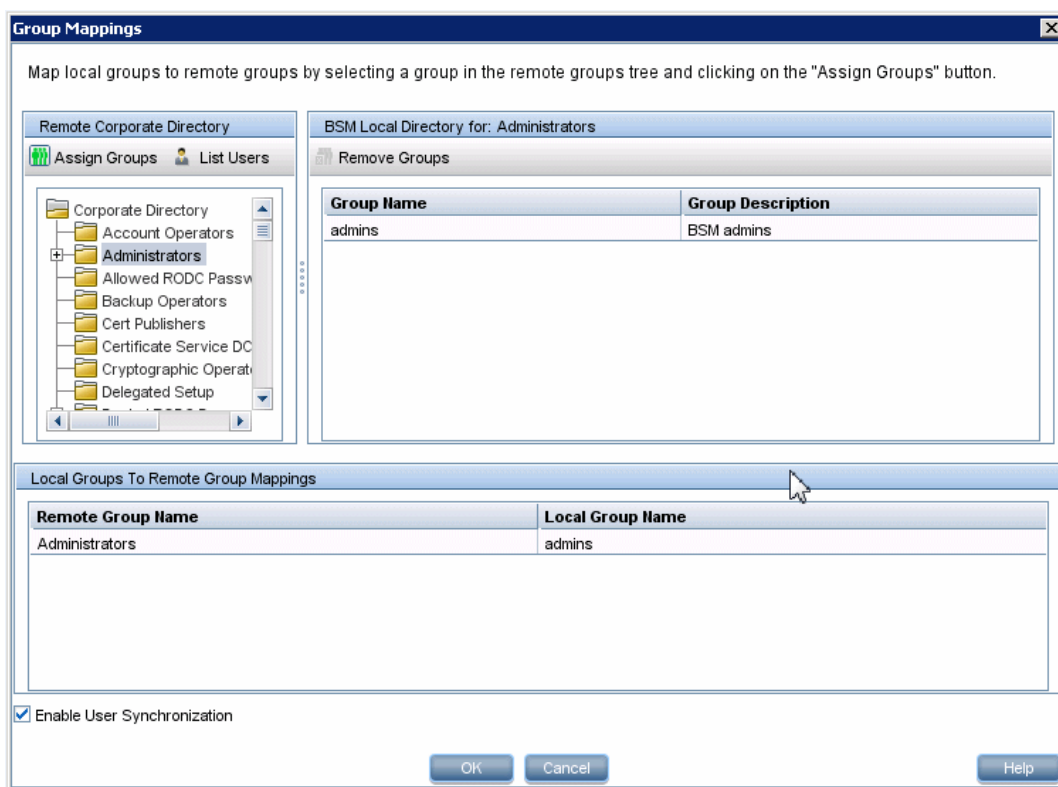 Group Mappings
Map local groups to remote groups by selecting a group in the remote groups tree and clicking on the "Assign Groups" button.
Remote Corporate Directory
Assign Groups List Users
Corporate Directory
Account Operators
Administrators
Allowed RODC Passw
Backup Operators
Cert Publishers
Certificate Service DC
Cryptographic Operat
Delegated Setup
BSM Local Directory for: Administrators
Remove Groups
Group Name Group Description
admins BSM admins
Local Groups To Remote Group Mappings
Remote Group Name Local Group Name
Administrators admins
Enable User Synchronization
OK Cancel Help